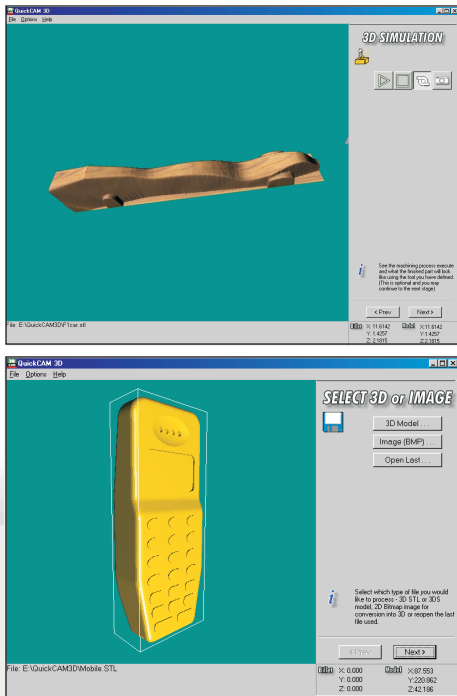 QuickCAM 3D
File Options Help
3D SIMULATION
See the machining process execute
and what the finished part will look
like using the tool you have defined.
(This is optional and you may
continue to the next stage)
< Prev Next >
File: E:\QuickCAM3D\F1car.stl
Billet X: 11.6142 Model X:11.6142
Y: 1.4257 Y:1.4257
Z: 2.1815 Z:2.1815
QuickCAM 3D
File Options Help
SELECT 3D or IMAGE
3D Model . . .
Image (BMP) . . .
Open Last . . .
Select which type of file you would
like to process - 3D STL or 3DS
model, 2D Bitmap image for
conversion into 3D or reopen the last
file used.
< Prev Next >
File: E:\QuickCAM3D\Mobile.STL
Billet X: 0.000 Model X:87.553
Y: 0.000 Y:220.862
Z: 0.000 Z:42.186